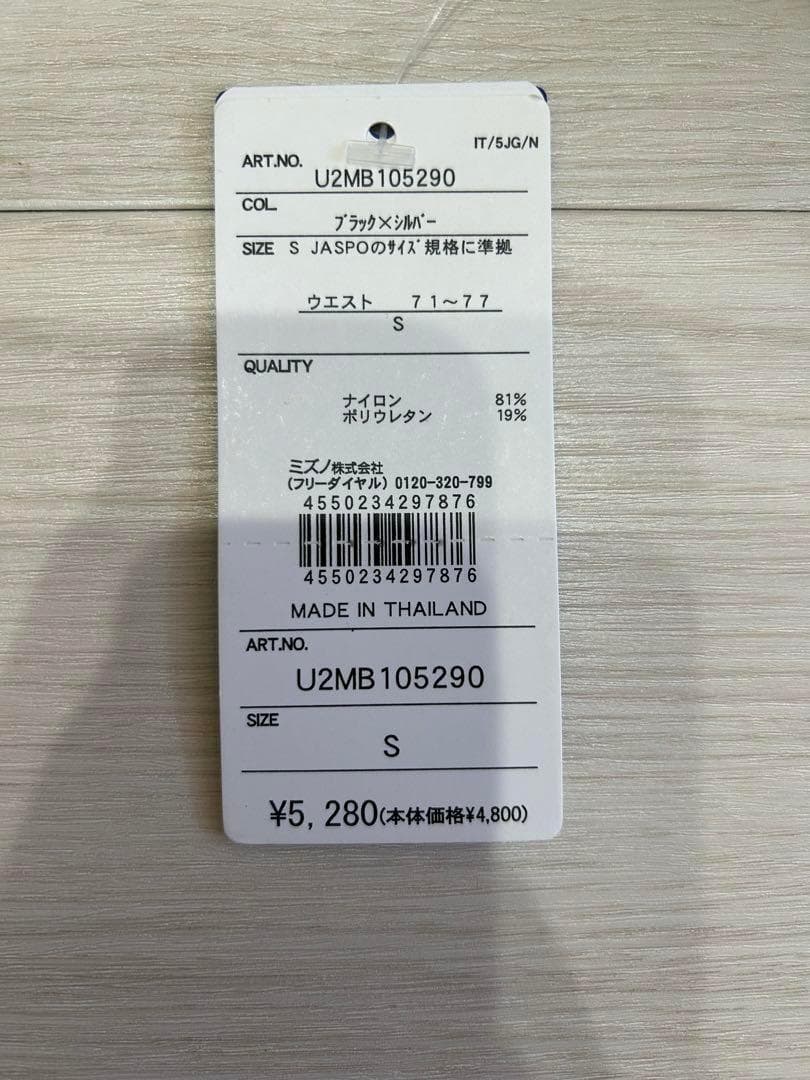 IT/5JG/N
ART.NO.
U2MB105290
COL.
ﾌﾞﾗｯｸ×ｼﾙﾊﾞｰ
SIZE S JASPOのｻｲｽﾞ規格に準拠
ウエスト 71～77
S
QUALITY
ナイロン 81%
ポリウレタン 19%
ミズノ株式会社
(フリーダイヤル) 0120-320-799
4550234297876
4550234297876
MADE IN THAILAND
ART.NO.
U2MB105290
SIZE
S
¥5,280(本体価格¥4,800)